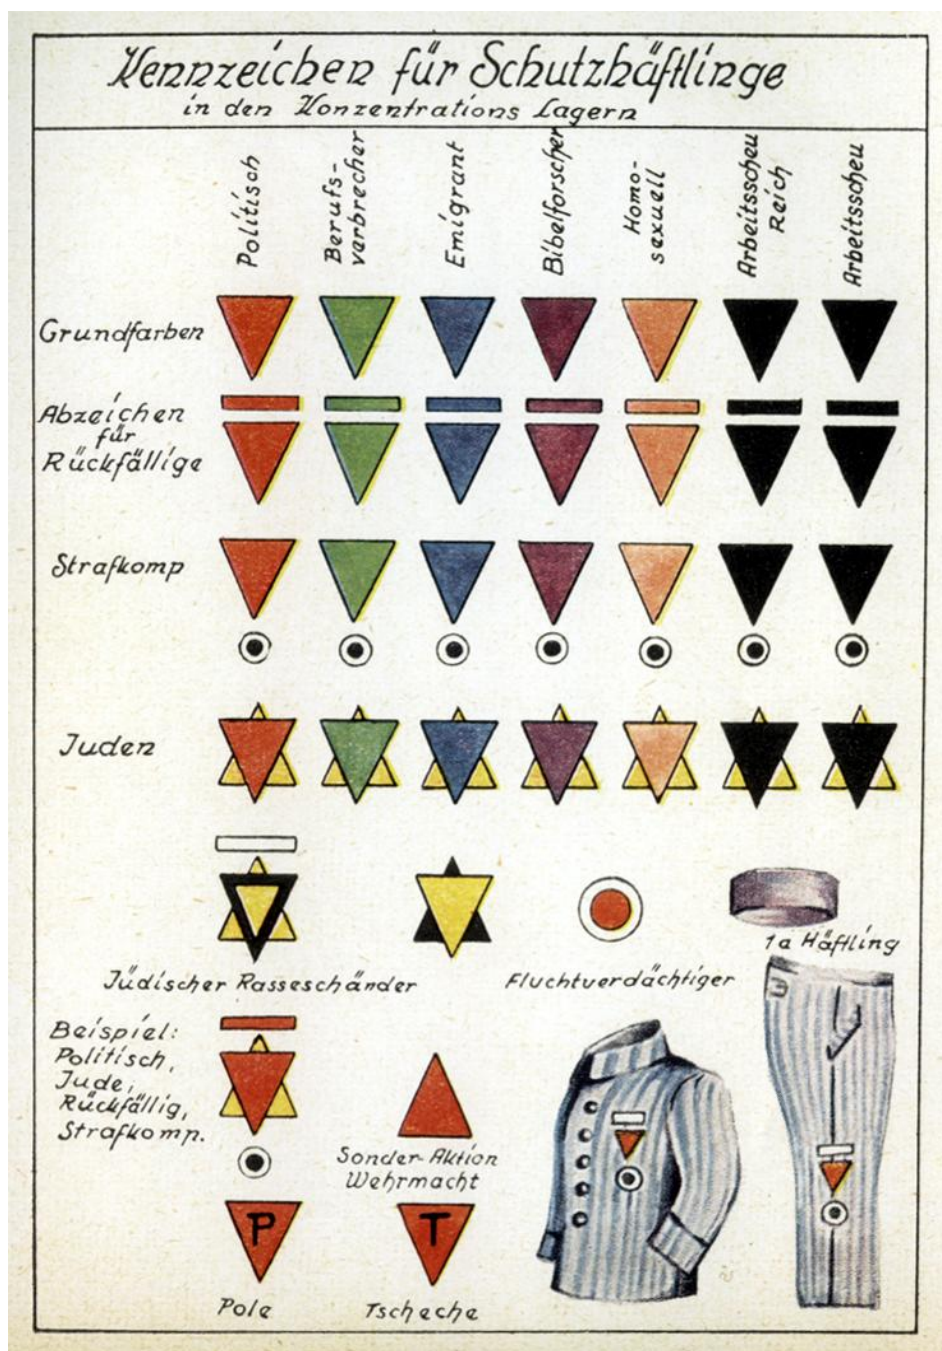 Kennzeichen für Schutzhäftlinge
in den Konzentrations Lagern
Politisch
Berufs-
verbrecher
Emigrant
Bibelforscher
Homo-
sexuell
Arbeitsscheu
Reich
Arbeitsscheu
Grundfarben
Abzeichen
für
Rückfällige
Strafkomp
Juden
Jüdischer Rasseschänder
Fluchtverdächtiger
1a Häftling
Beispiel:
Politisch,
Jude,
Rückfällig,
Strafkomp.
Sonder-Aktion
Wehrmacht
P
T
Pole
Tscheche